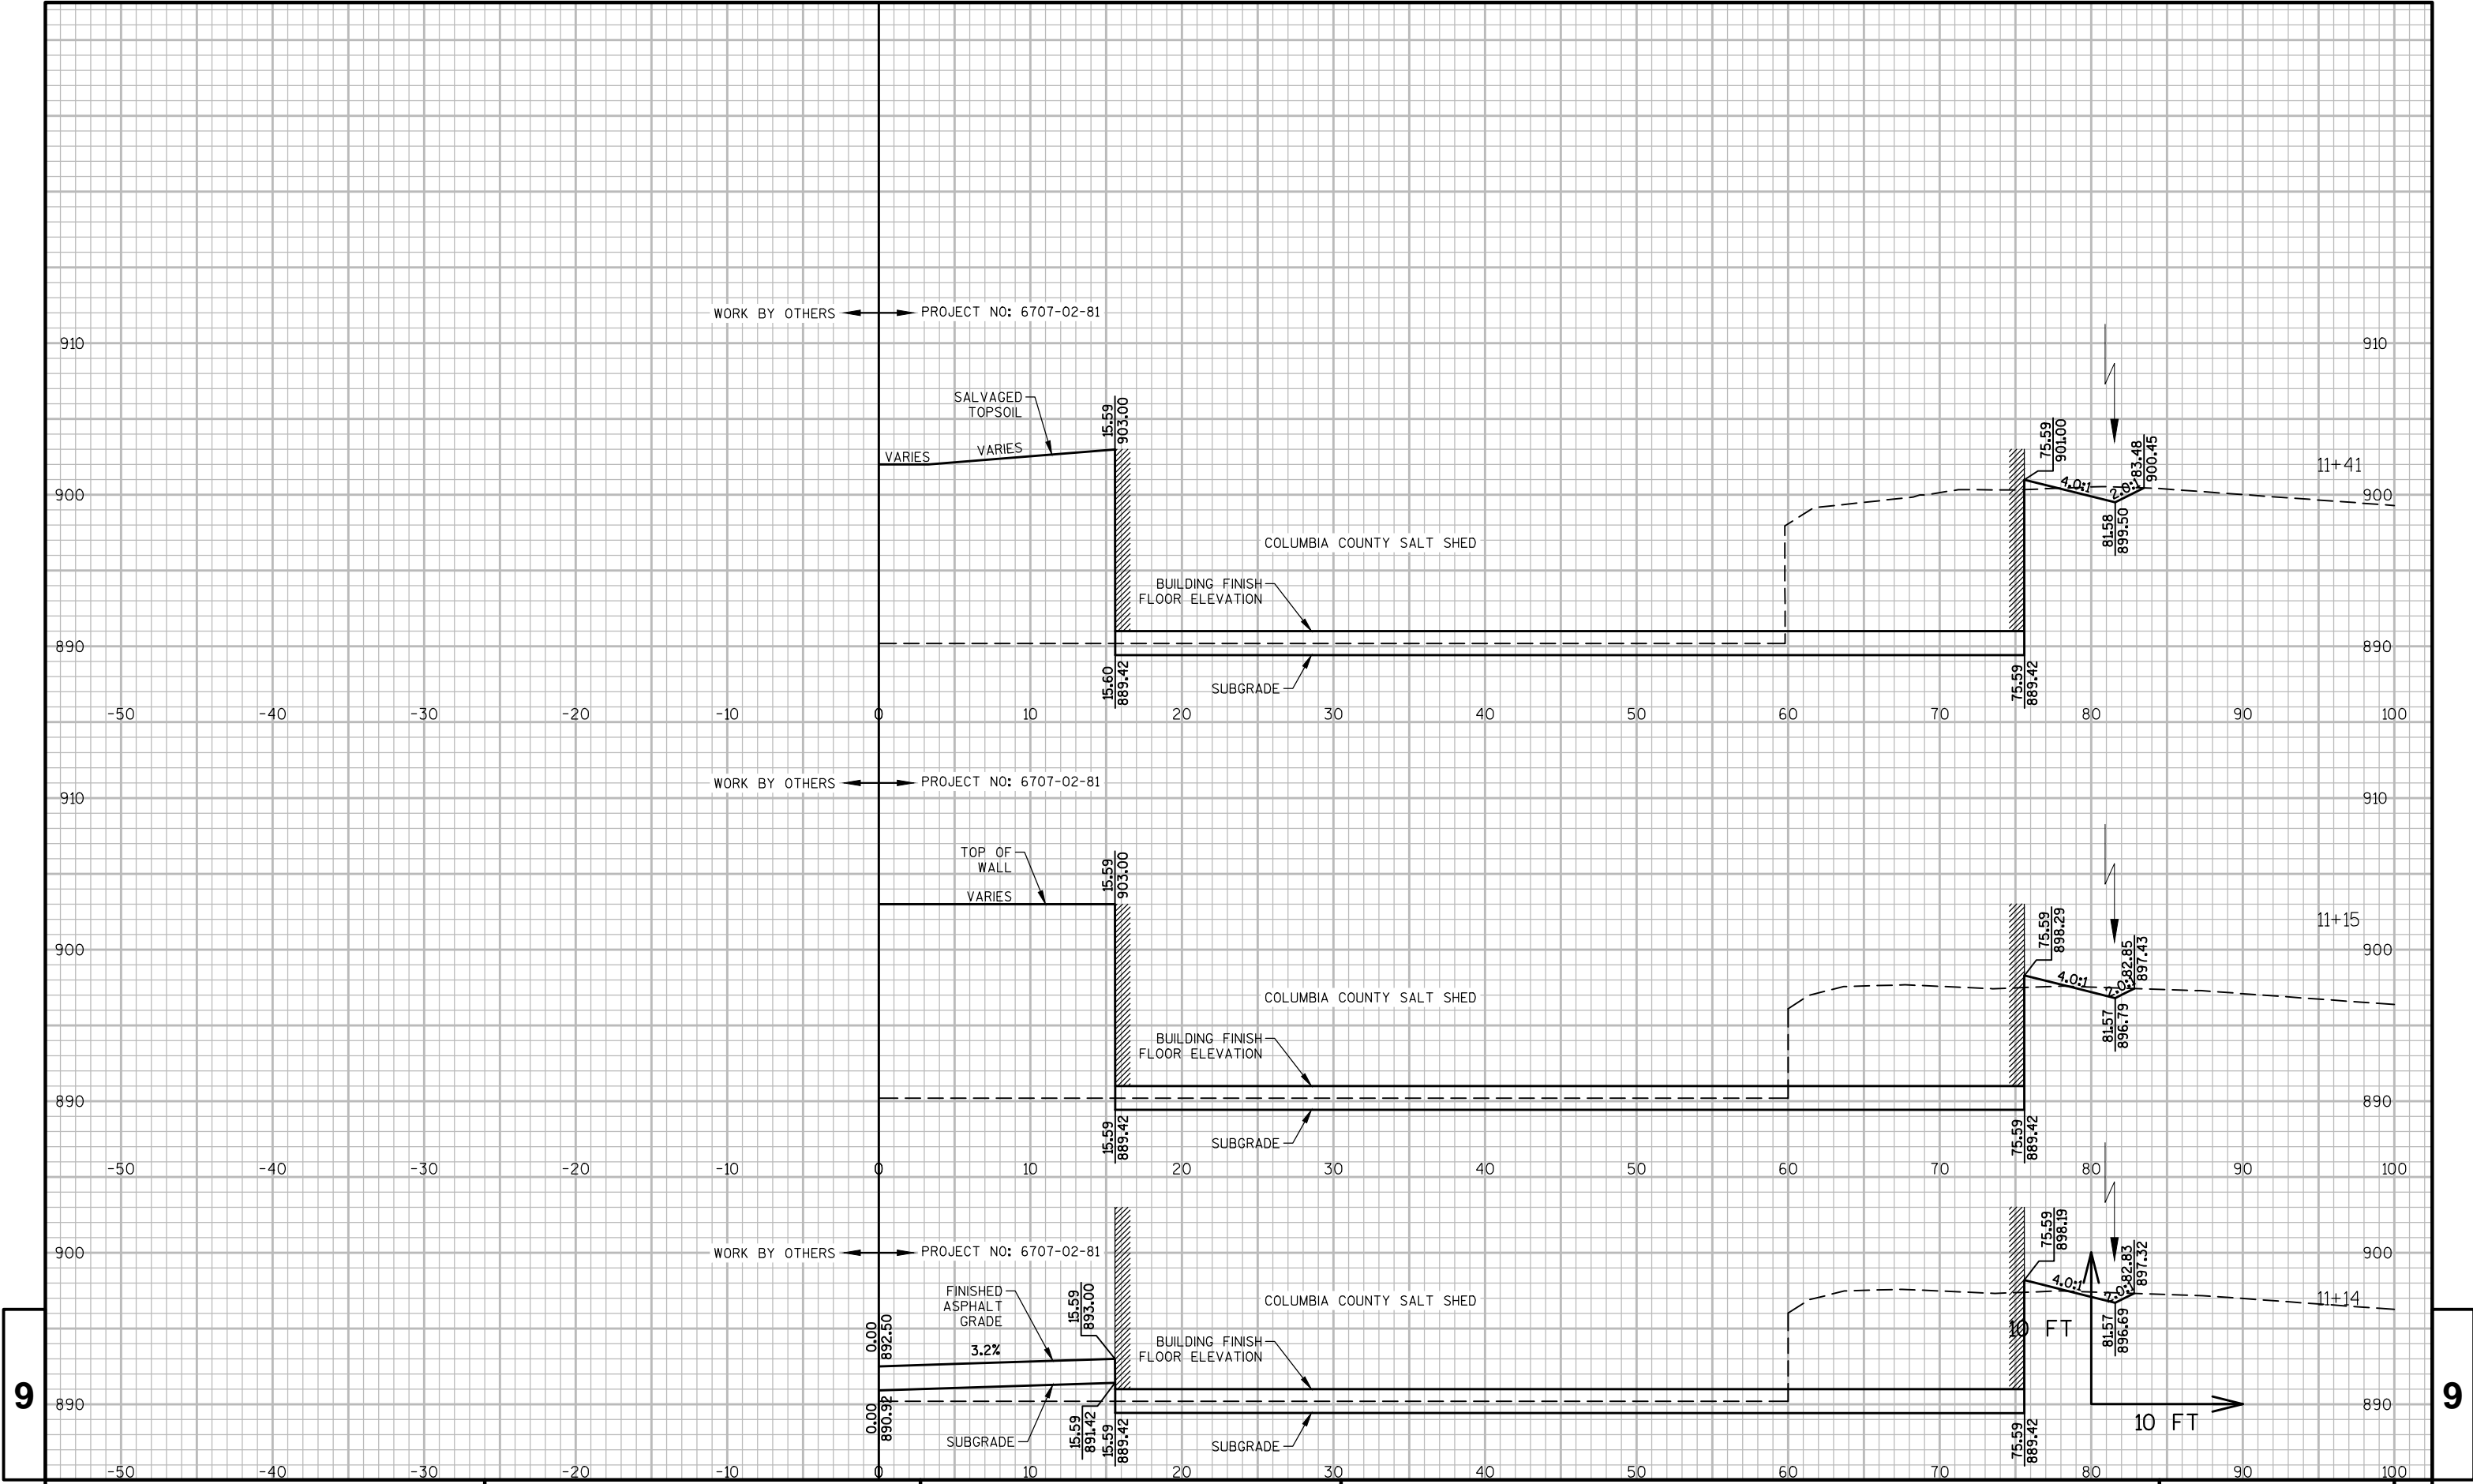 WORK BY OTHERS PROJECT NO: 6707-02-81
910 910
SALVAGED
TOPSOIL
VARIES
VARIES
15.59
903.00
75.59
901.00
4.0:1
2.0:1
83.48
900.45
81.58
899.50
11+41
900 900
COLUMBIA COUNTY SALT SHED
BUILDING FINISH
FLOOR ELEVATION
890 890
15.60
889.42
SUBGRADE
75.59
889.42
-50 -40 -30 -20 -10 0 10 20 30 40 50 60 70 80 90 100
WORK BY OTHERS PROJECT NO: 6707-02-81
910 910
TOP OF
WALL
VARIES
15.59
903.00
75.59
898.29
4.0:1
2.0:1
82.85
897.43
81.57
896.79
11+15
900 900
COLUMBIA COUNTY SALT SHED
BUILDING FINISH
FLOOR ELEVATION
890 890
15.59
889.42
SUBGRADE
75.59
889.42
-50 -40 -30 -20 -10 0 10 20 30 40 50 60 70 80 90 100
900 WORK BY OTHERS PROJECT NO: 6707-02-81 900
FINISHED
ASPHALT
GRADE
0.00
892.50
3.2%
15.59
893.00
COLUMBIA COUNTY SALT SHED
BUILDING FINISH
FLOOR ELEVATION
75.59
898.19
4.0:1
2.0:1
82.83
897.32
81.57
896.69
11+14
10 FT
890 890
10 FT
0.00
890.92
SUBGRADE
15.59
891.42
15.59
889.42
SUBGRADE
75.59
889.42
-50 -40 -30 -20 -10 0 10 20 30 40 50 60 70 80 90 100
9 9